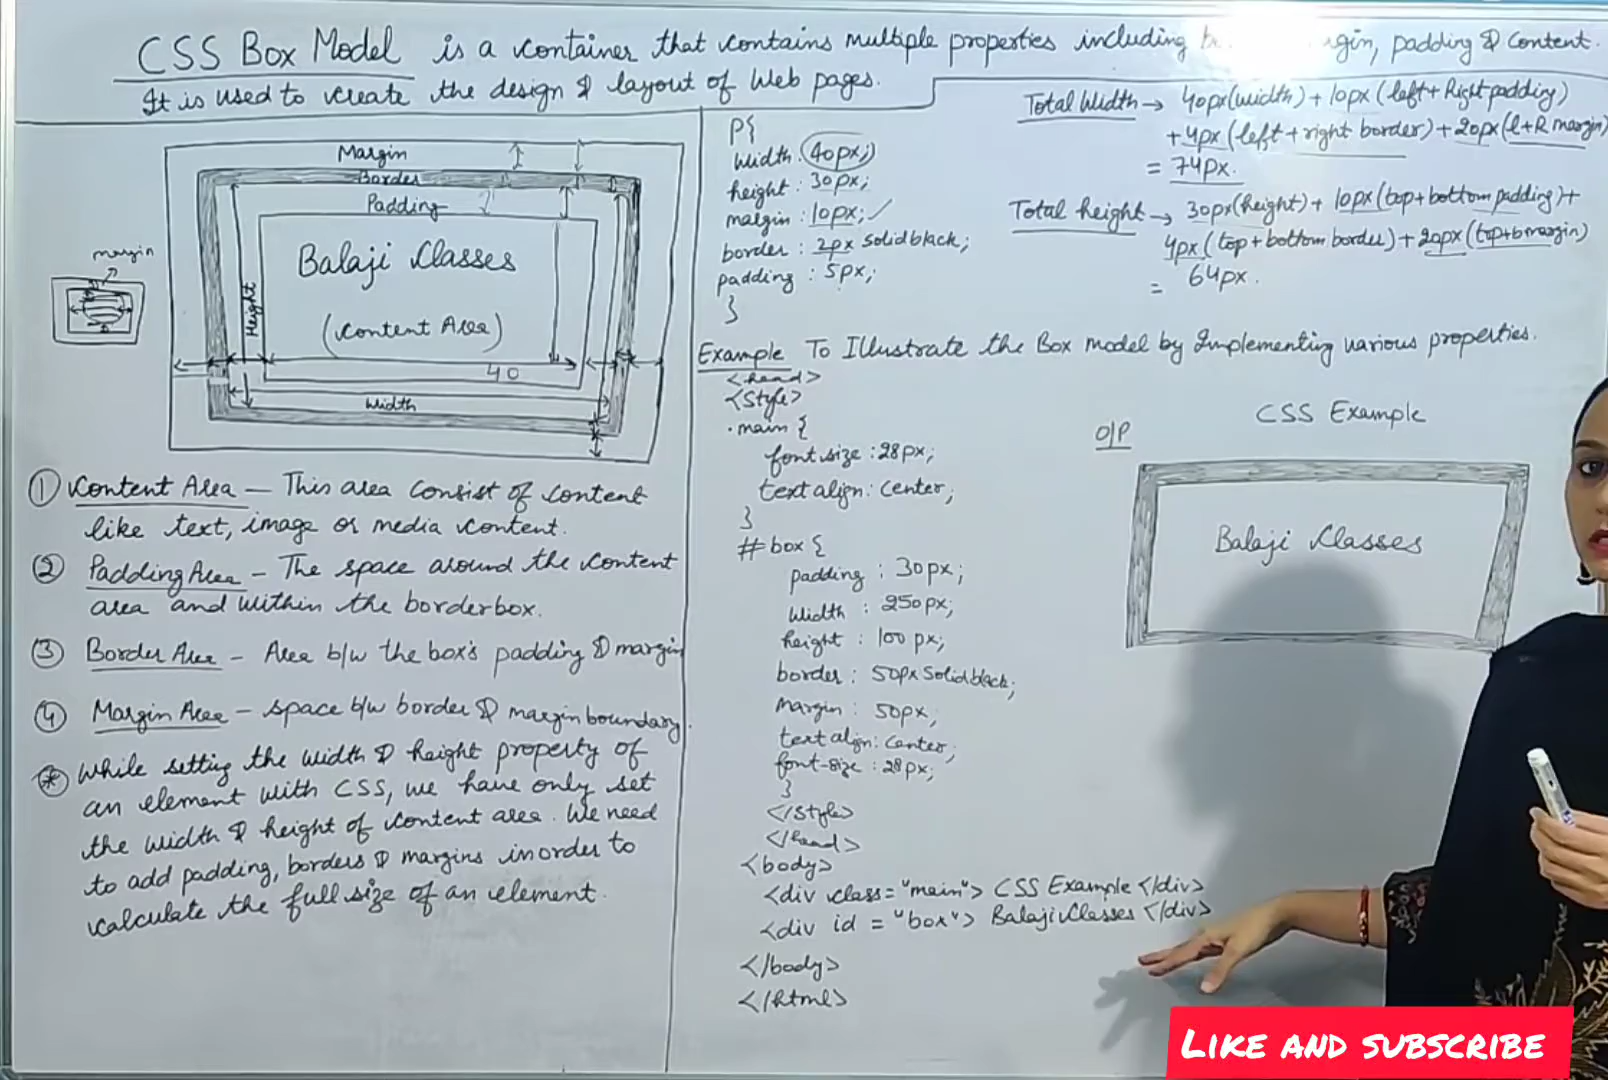 CSS Box Model is a container that contains multiple properties including gin, padding & content.
It is used to create the design & layout of Web pages.
Margin
Border
Padding
Balaji Classes
(Content Area)
Height
40
Width
margin
① Content Area – This area consist of content
like text, image or media content.
② Padding Area – The space around the content
area and within the borderbox.
③ Border Area – Area b/w the box's padding & margin
④ Margin Area – space b/w border & margin boundary.
* While setting the width & height property of
an element with CSS, we have only set
the width & height of content area. We need
to add padding, borders & margins inorder to
calculate the full size of an element.
P{
width: 40px;
height: 30px;
margin: 10px; ✓
border: 2px solid black;
padding: 5px;
}
Total Width → 40px(width) + 10px (left+Right padding)
+4px (left+right border) + 20px (l+R margin)
= 74px.
Total height → 30px(height) + 10px (top+bottom padding)+
4px (top+bottom border) + 20px (top+b margin)
= 64px.
Example To Illustrate the Box model by Implementing various properties.
<head>
<style>
.main {
font size: 28px;
text align: center;
}
#box {
padding : 30px;
width : 250px;
height : 100px;
border : 50px solid black;
margin : 50px;
text align: center;
font-size : 28px;
}
</style>
</head>
<body>
<div class="main"> CSS Example </div>
<div id = "box"> Balaji Classes </div>
</body>
</html>
O/P
CSS Example
Balaji Classes
LIKE AND SUBSCRIBE